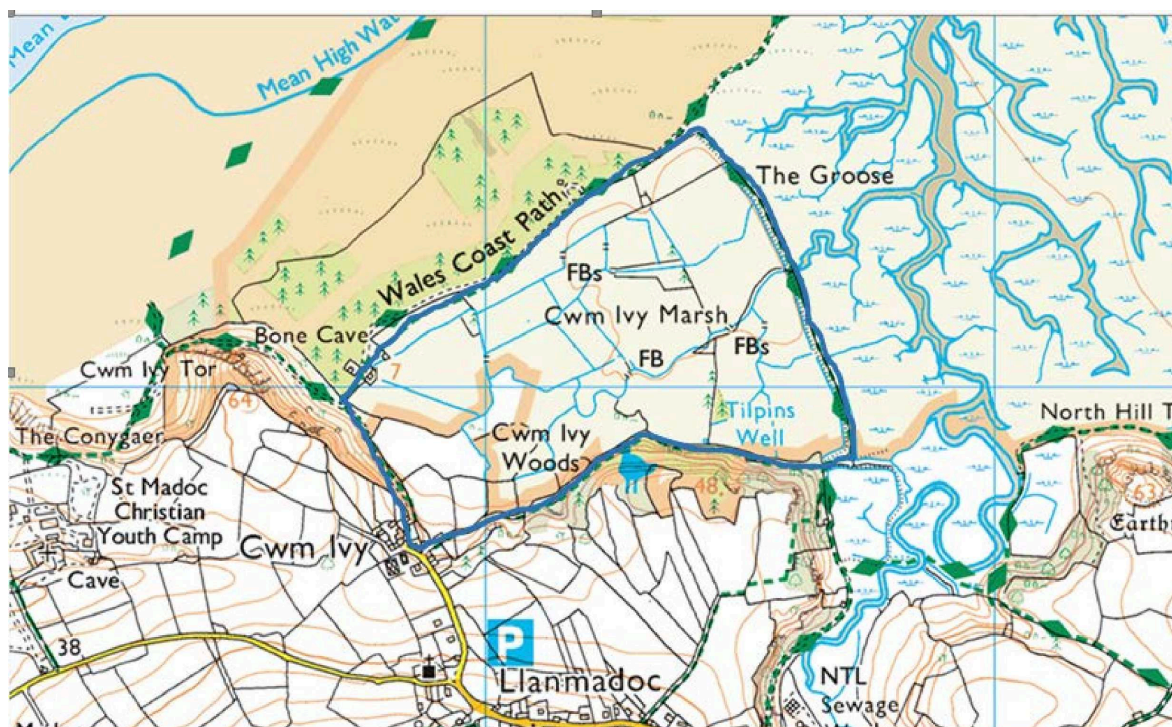 Mean
Mean High Wat
The Groose
Wales Coast Path
FBs
Cwm Ivy Marsh
Bone Cave
FB
FBs
7
Cwm Ivy Tor
64
Tilpins
Well
North Hill T
The Conygaer
Cwm Ivy
Woods
48
63
St Madoc
Christian
Youth Camp
Earth
Cwm Ivy
Cave
38
P
Llanmadoc
NTL
Sewage